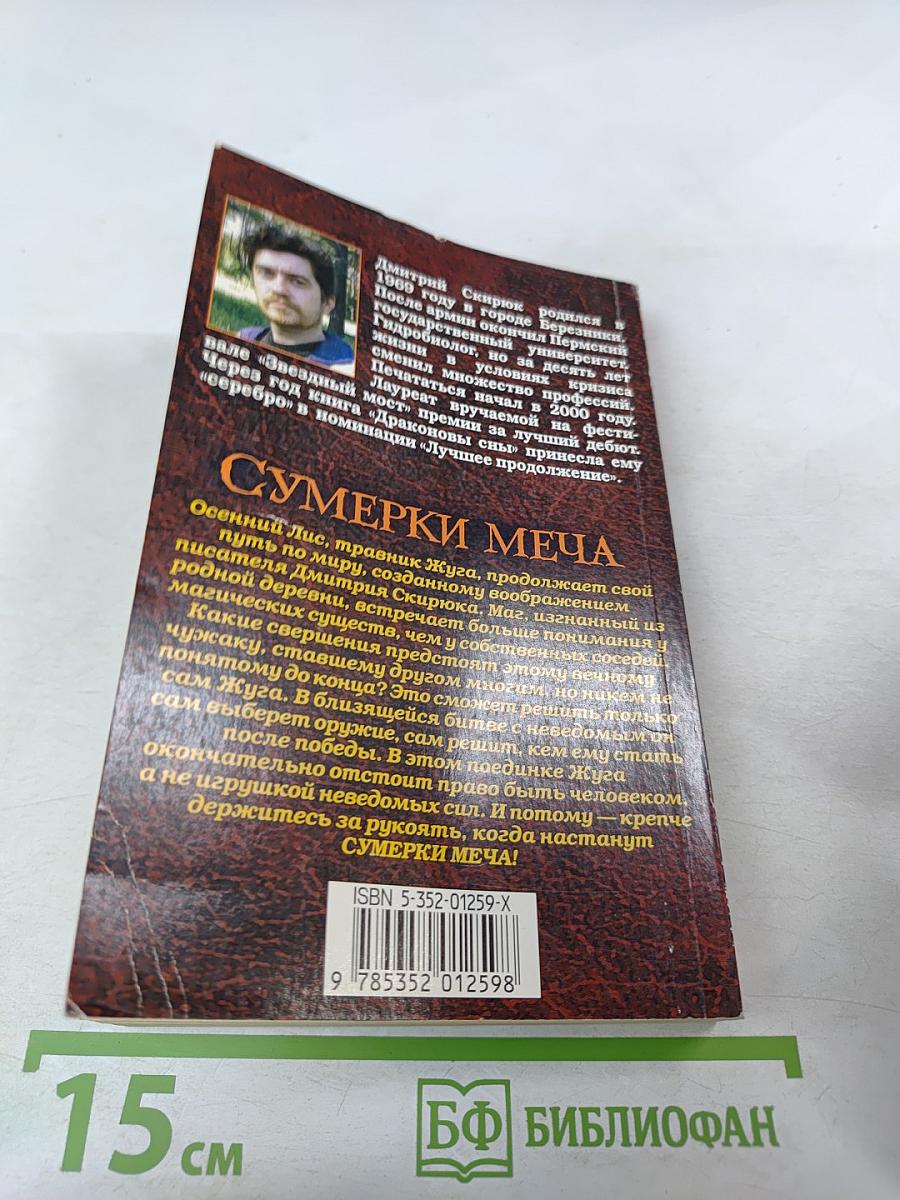 Дмитрий Скирюк родился в
1969 году в городе Березники.
После армии окончил Пермский
государственный университет.
Гидробиолог, но за десять лет
жизни в условиях кризиса
сменил множество профессий.
Печататься начал в 2000 году.
Лауреат вручаемой на фести-
вале «Звездный мост» премии за лучший дебют.
Через год книга «Драконовы сны» принесла ему
«серебро» в номинации «Лучшее продолжение».
СУМЕРКИ МЕЧА
Осенний Лис, травник Жуга, продолжает свой
путь по миру, созданному воображением
писателя Дмитрия Скирюка. Маг, изгнанный из
родной деревни, встречает больше понимания у
магических существ, чем у собственных соседей.
Какие свершения предстоят этому вечному
чужаку, ставшему другом многим, но никем не
понятому до конца? Это сможет решить только
сам Жуга. В близящейся битве с неведомым он
сам выберет оружие, сам решит, кем ему стать
после победы. В этом поединке Жуга
окончательно отстоит право быть человеком,
а не игрушкой неведомых сил. И потому — крепче
держитесь за рукоять, когда настанут
СУМЕРКИ МЕЧА!
ISBN 5-352-01259-X
9 785352 012598
15 см
БФ БИБЛИОФАН